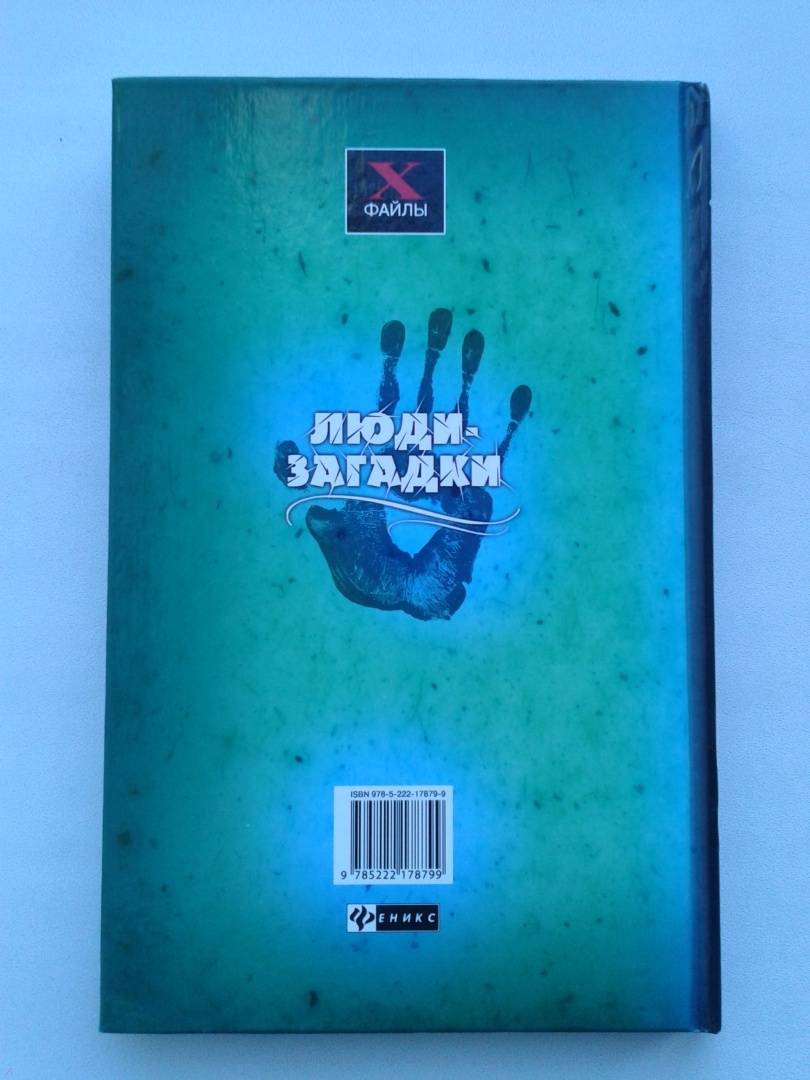 X
ФАЙЛЫ
ЛЮДИ-
ЗАГАДКИ
ISBN 978-5-222-17879-9
9 785222 178799
ФЕНИКС